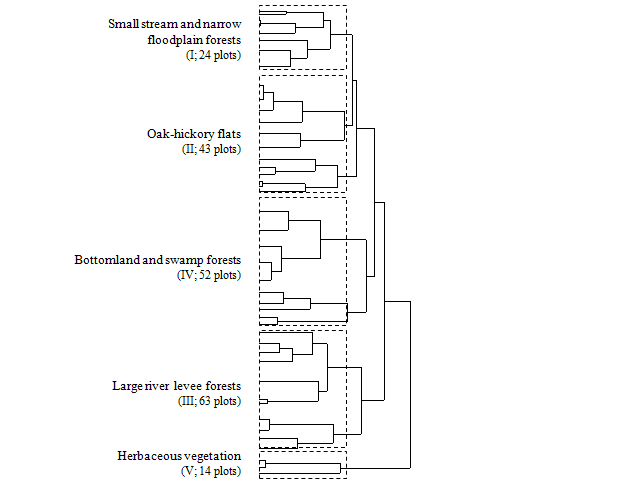 Small stream and narrow
floodplain forests
(I; 24 plots)
Oak-hickory flats
(II; 43 plots)
Bottomland and swamp forests
(IV; 52 plots)
Large river levee forests
(III; 63 plots)
Herbaceous vegetation
(V; 14 plots)